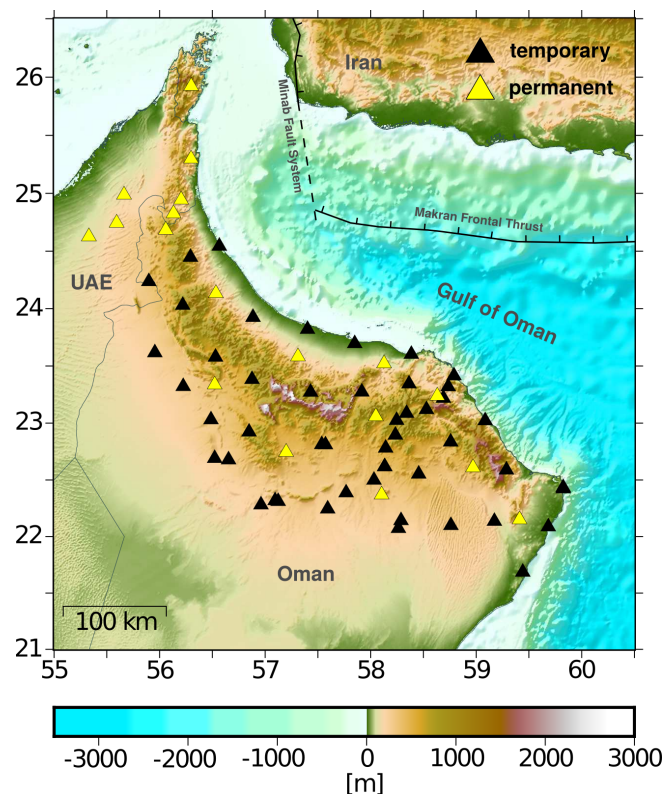 26
25
24
23
22
21
Iran
temporary
permanent
Minab Fault System
Makran Frontal Thrust
UAE
Gulf of Oman
Oman
100 km
55 56 57 58 59 60
-3000 -2000 -1000 0 1000 2000 3000
[m]